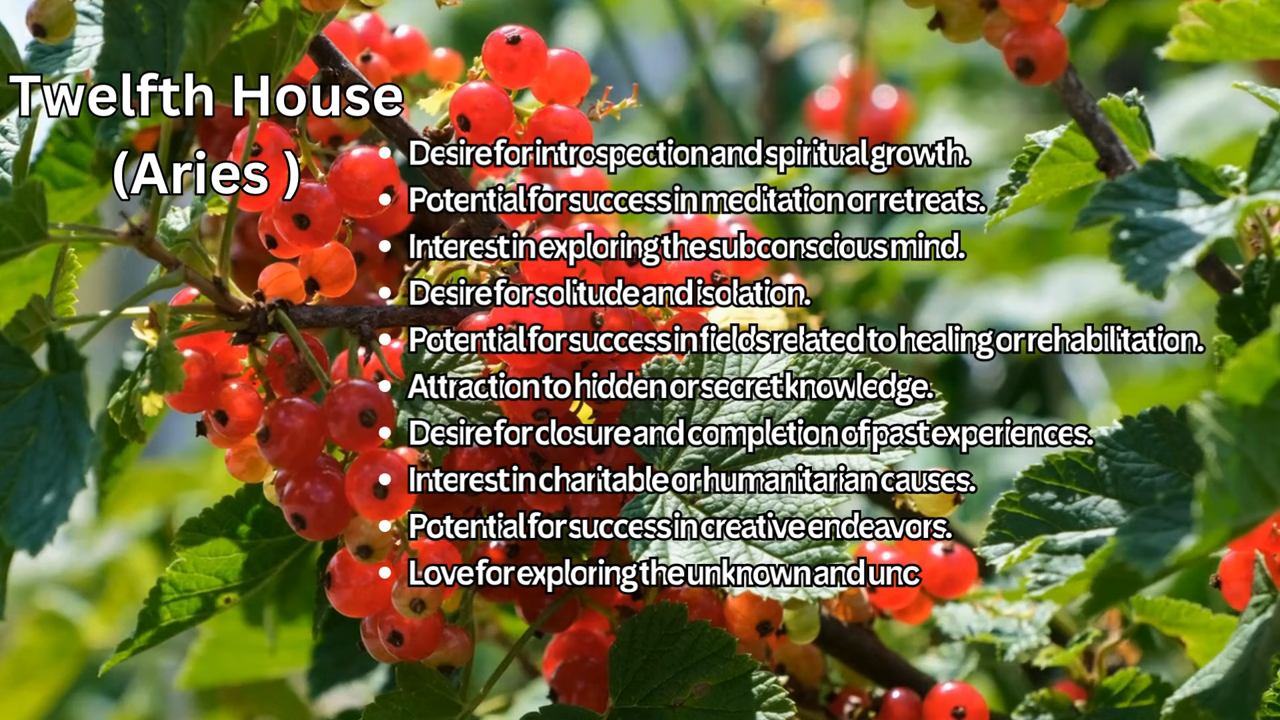 Twelfth House
(Aries )
• Desire for introspection and spiritual growth.
• Potential for success in meditation or retreats.
• Interest in exploring the subconscious mind.
• Desire for solitude and isolation.
• Potential for success in fields related to healing or rehabilitation.
• Attraction to hidden or secret knowledge.
• Desire for closure and completion of past experiences.
• Interest in charitable or humanitarian causes.
• Potential for success in creative endeavors.
• Love for exploring the unknown and unc